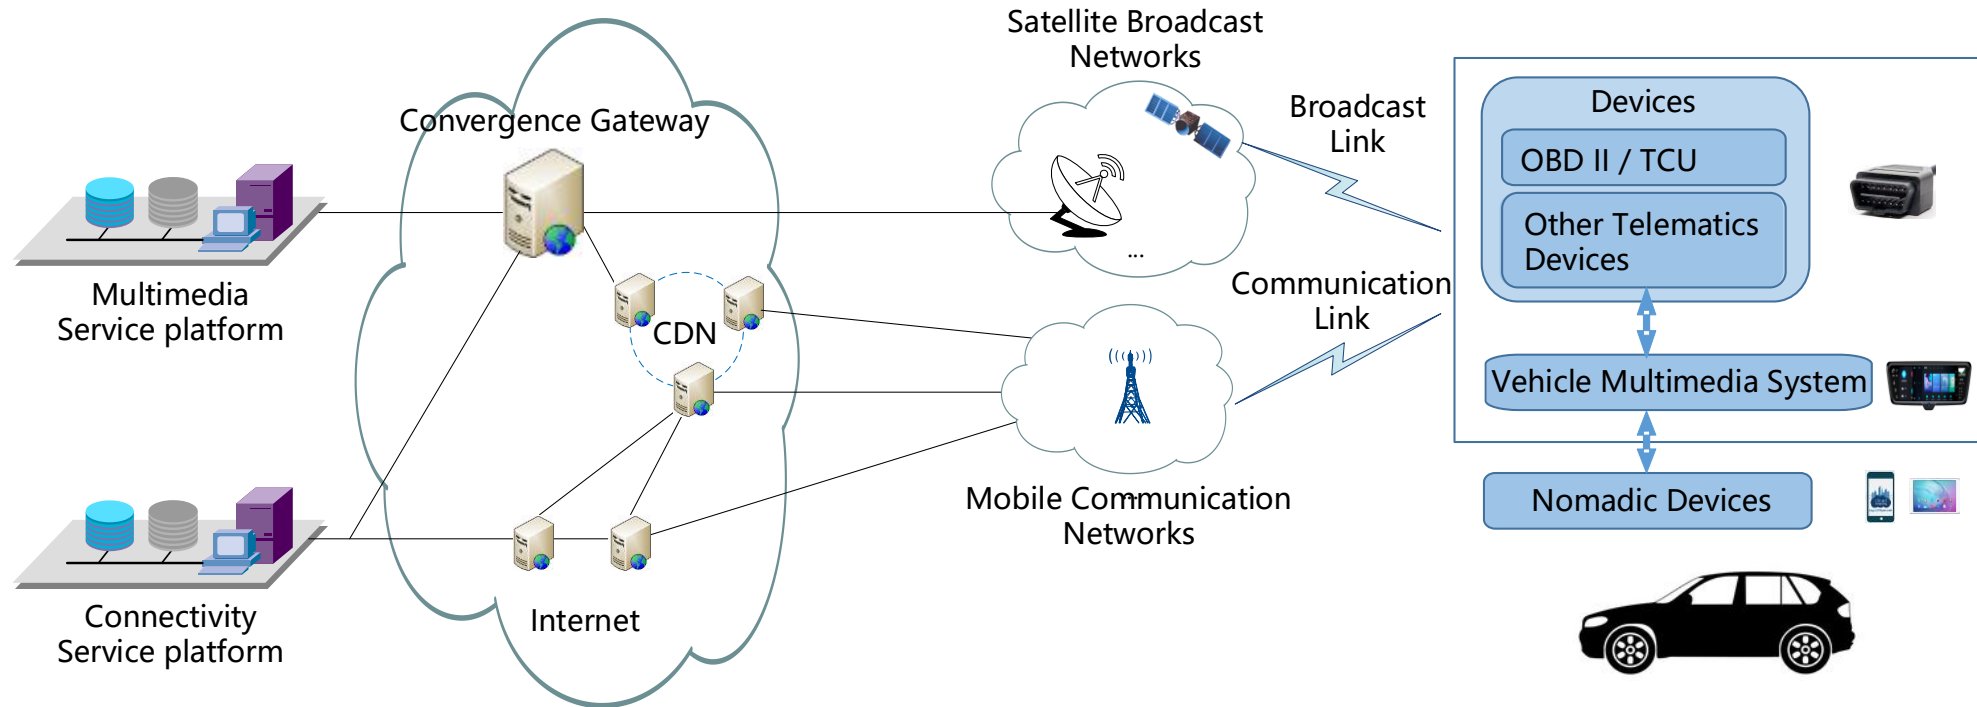 Satellite Broadcast
Networks
Convergence Gateway
Broadcast
Link
Devices
OBD II / TCU
Other Telematics
Devices
...
Multimedia
Service platform
CDN
Communication
Link
Vehicle Multimedia System
...
Mobile Communication
Networks
Nomadic Devices
Connectivity
Service platform
Internet